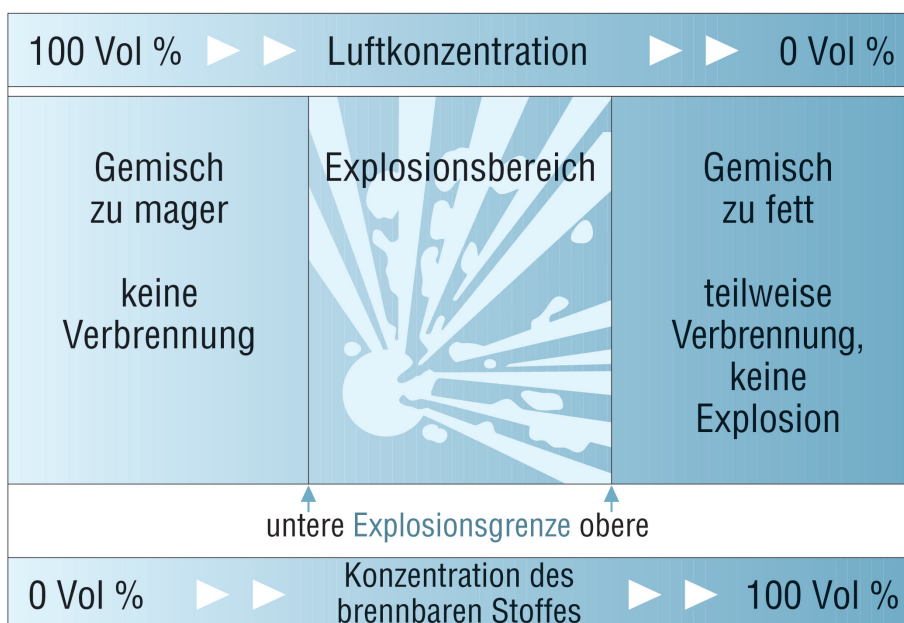 100 Vol % Luftkonzentration 0 Vol %
Gemisch
zu mager
keine
Verbrennung
Explosionsbereich
Gemisch
zu fett
teilweise
Verbrennung,
keine
Explosion
untere Explosionsgrenze obere
0 Vol %
Konzentration des
brennbaren Stoffes
100 Vol %